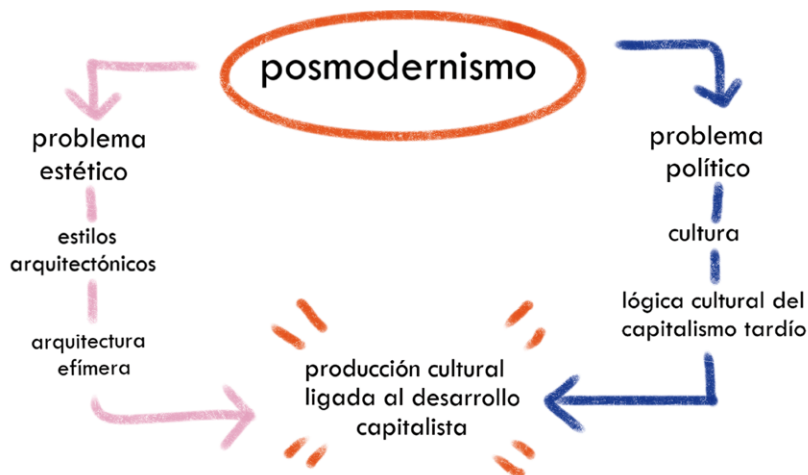 posmodernismo
problema
estético
estilos
arquitectónicos
arquitectura
efímera
problema
político
cultura
lógica cultural del
capitalismo tardío
producción cultural
ligada al desarrollo
capitalista